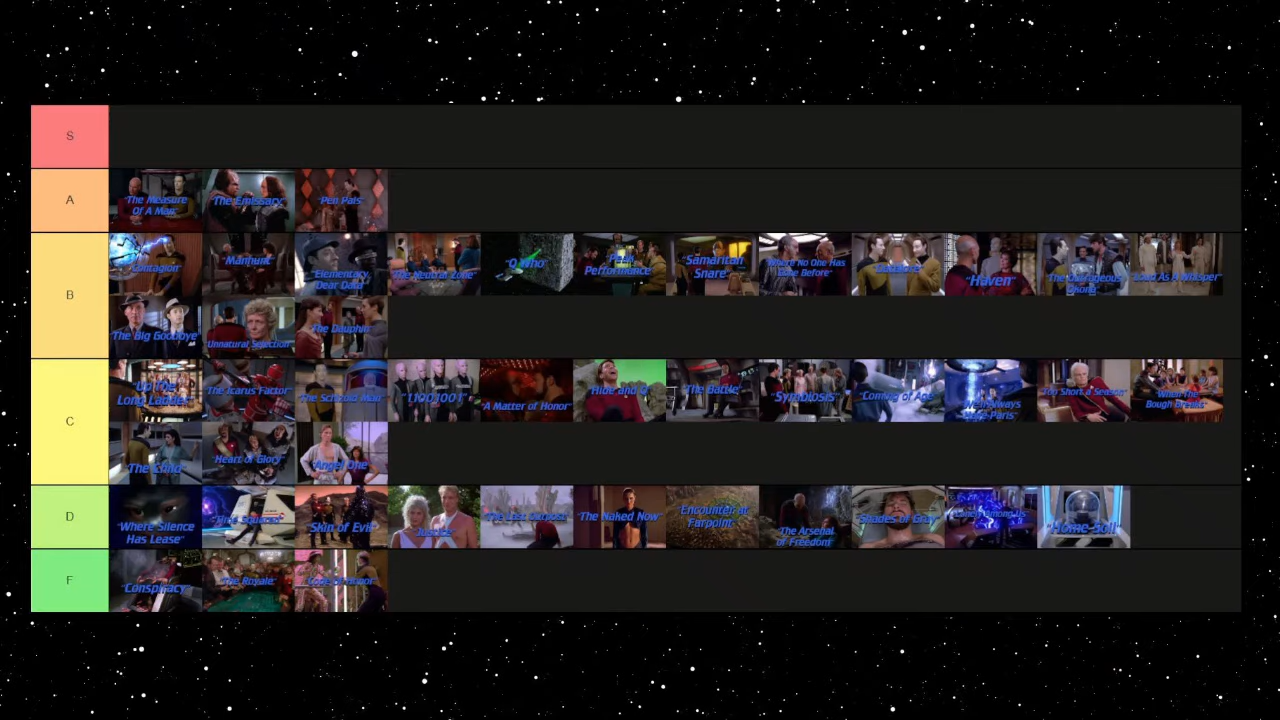 S
A
"The Measure
Of A Man"
"The Emissary"
"Pen Pals"
B
"Contagion"
"Manhunt"
"Elementary
Dear Data"
"The Neutral Zone"
"Q Who"
"Peak
Performance"
"Samaritan
Snare"
"Where No One Has
Gone Before"
"Datalore"
"Haven"
"The Outrageous
Okona"
"Loud As A Whisper"
"The Big Goodbye"
"Unnatural Selection"
"The Dauphin"
C
"Up The
Long Ladder"
"The Icarus Factor"
"The Schizoid Man"
"11001001"
"A Matter of Honor"
"Hide and Q"
"The Battle"
"Symbiosis"
"Coming of Age"
"We'll Always
Have Paris"
"Too Short a Season"
"When The
Bough Breaks"
"The Child"
"Heart of Glory"
"Angel One"
D
"Where Silence
Has Lease"
"Time Squared"
"Skin of Evil"
"Justice"
"The Last Outpost"
"The Naked Now"
"Encounter at
Farpoint"
"The Arsenal
of Freedom"
"Shades of Gray"
"Lonely Among Us"
"Home Soil"
F
"Conspiracy"
"The Royale"
"Code of Honor"